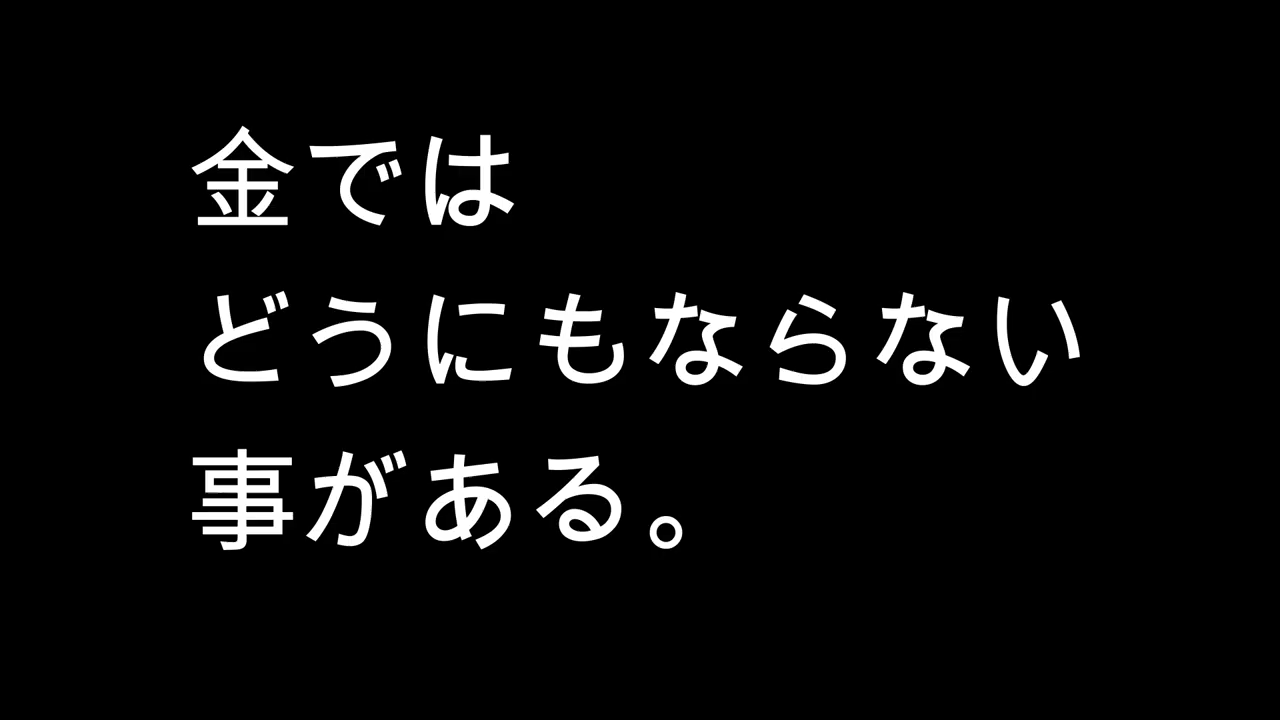 金では
どうにもならない
事がある。